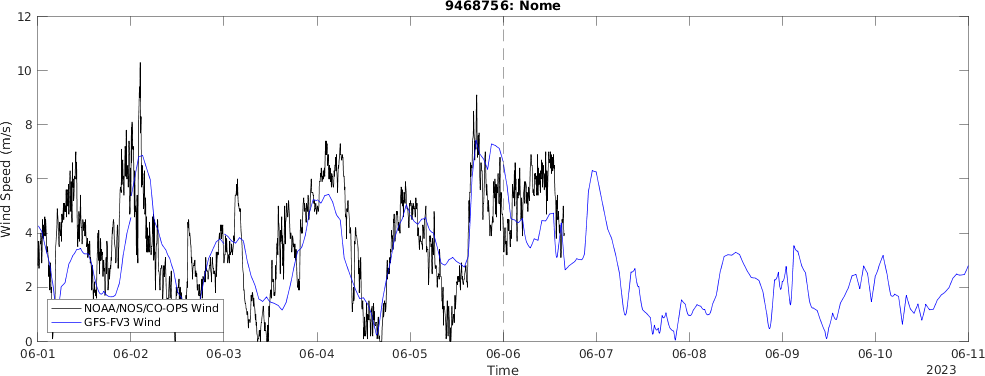 9468756: Nome
12
10
8
6
4
2
0
Wind Speed (m/s)
NOAA/NOS/CO-OPS Wind
GFS-FV3 Wind
06-01 06-02 06-03 06-04 06-05 06-06 06-07 06-08 06-09 06-10 06-11
Time
2023